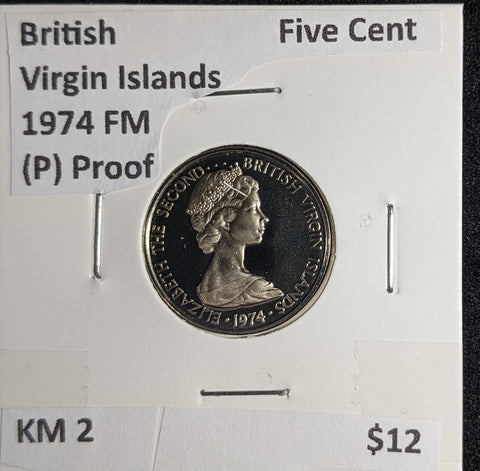 British
Virgin Islands
1974 FM
(P) Proof
Five Cent
ELIZABETH THE SECOND.... BRITISH VIRGIN ISLANDS
• 1974 •
KM 2
$12